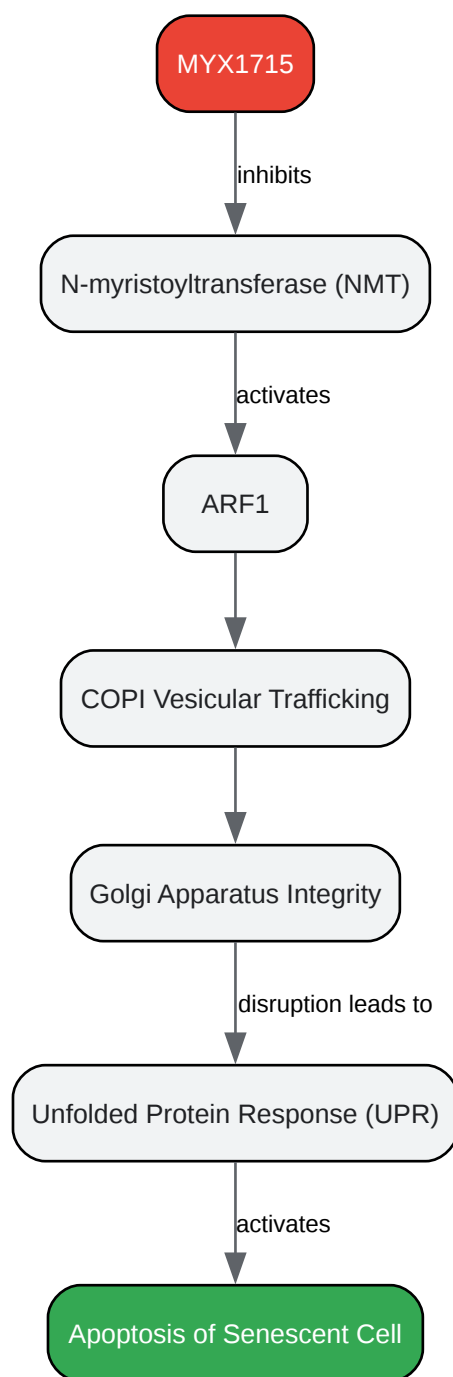 MYX1715
inhibits
N-myristoyltransferase (NMT)
activates
ARF1
COPI Vesicular Trafficking
Golgi Apparatus Integrity
disruption leads to
Unfolded Protein Response (UPR)
activates
Apoptosis of Senescent Cell